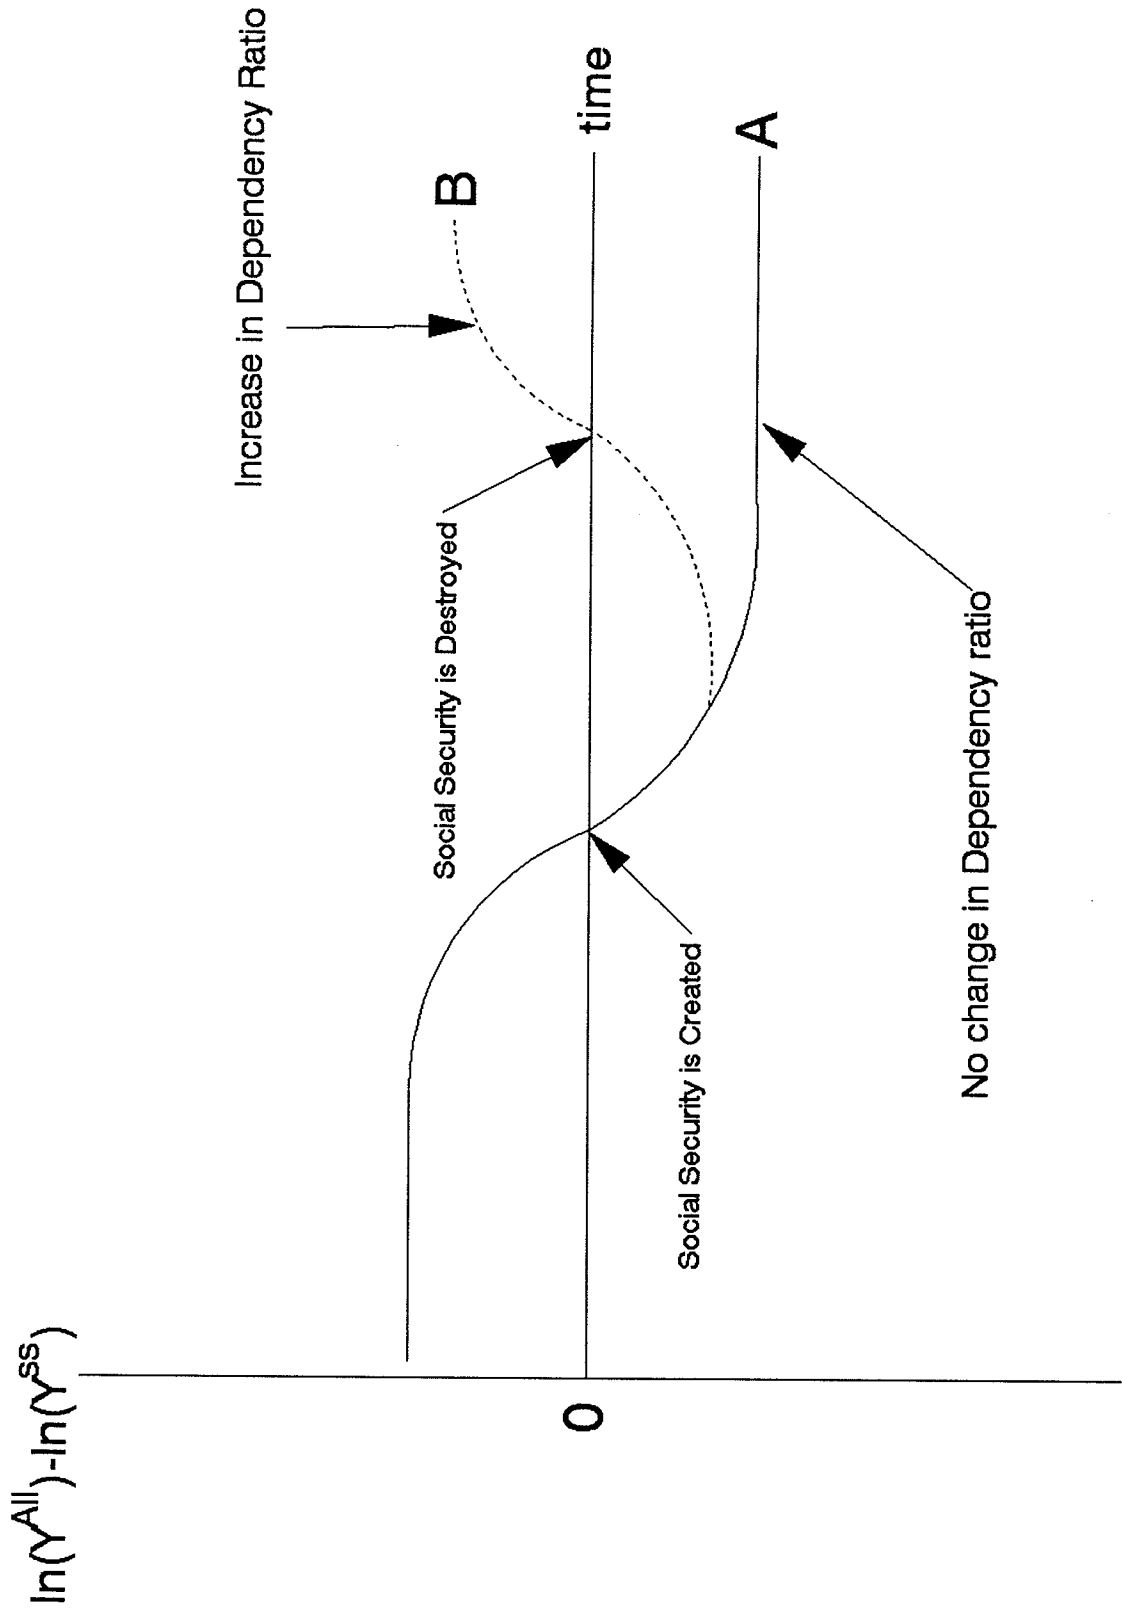 ln(Y^All)-ln(Y^ss)
Increase in Dependency Ratio
B
Social Security is Destroyed
0
time
Social Security is Created
A
No change in Dependency ratio